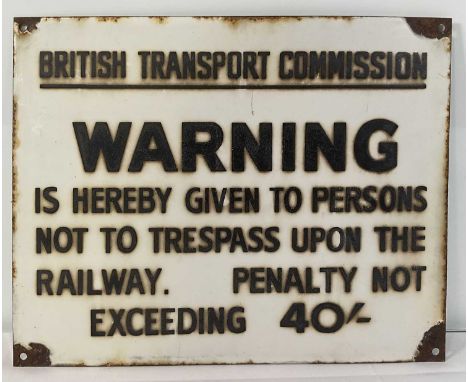 BRITISH TRANSPORT COMMISSION
WARNING
IS HEREBY GIVEN TO PERSONS
NOT TO TRESPASS UPON THE
RAILWAY. PENALTY NOT
EXCEEDING 40/-